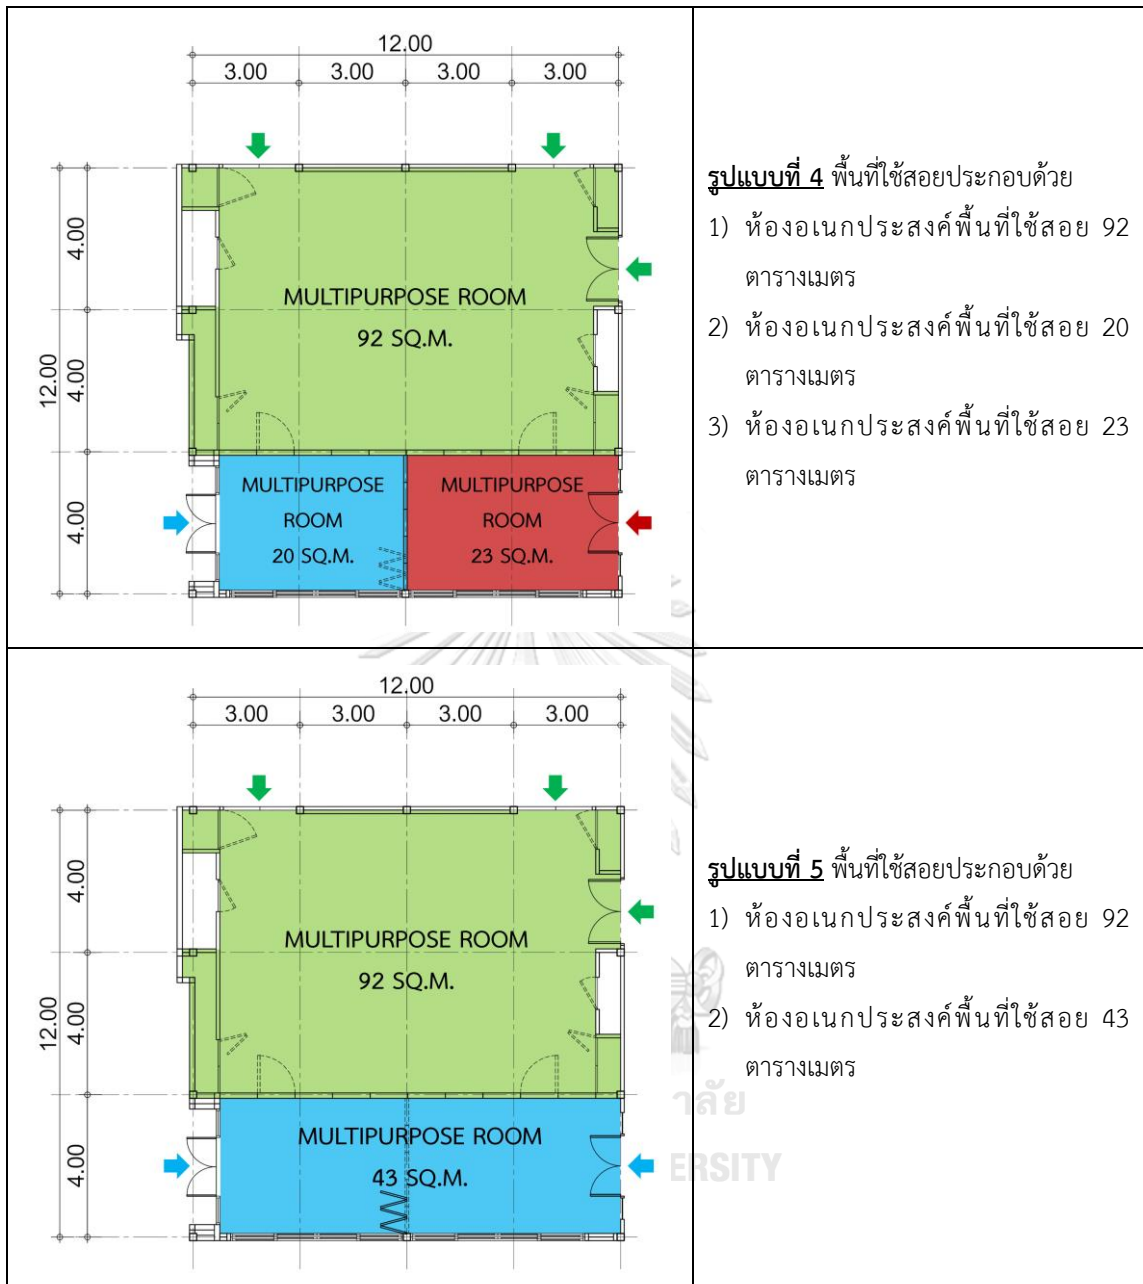 12.00
3.00 3.00 3.00 3.00
4.00
12.00
4.00
4.00
MULTIPURPOSE ROOM
92 SQ.M.
MULTIPURPOSE
ROOM
20 SQ.M.
MULTIPURPOSE
ROOM
23 SQ.M.
รูปแบบที่ 4 พื้นที่ใช้สอยประกอบด้วย
1) ห้องอเนกประสงค์พื้นที่ใช้สอย 92
ตารางเมตร
2) ห้องอเนกประสงค์พื้นที่ใช้สอย 20
ตารางเมตร
3) ห้องอเนกประสงค์พื้นที่ใช้สอย 23
ตารางเมตร
12.00
3.00 3.00 3.00 3.00
4.00
12.00
4.00
4.00
MULTIPURPOSE ROOM
92 SQ.M.
MULTIPURPOSE ROOM
43 SQ.M.
รูปแบบที่ 5 พื้นที่ใช้สอยประกอบด้วย
1) ห้องอเนกประสงค์พื้นที่ใช้สอย 92
ตารางเมตร
2) ห้องอเนกประสงค์พื้นที่ใช้สอย 43
ตารางเมตร
าลัย
ERSITY